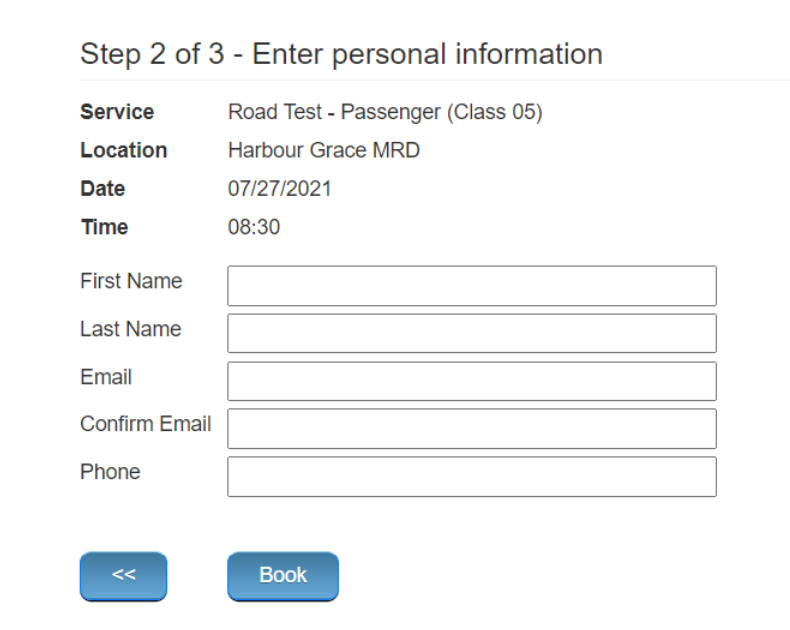 Step 2 of 3 - Enter personal information
Service Road Test - Passenger (Class 05)
Location Harbour Grace MRD
Date 07/27/2021
Time 08:30
First Name
Last Name
Email
Confirm Email
Phone
<< Book